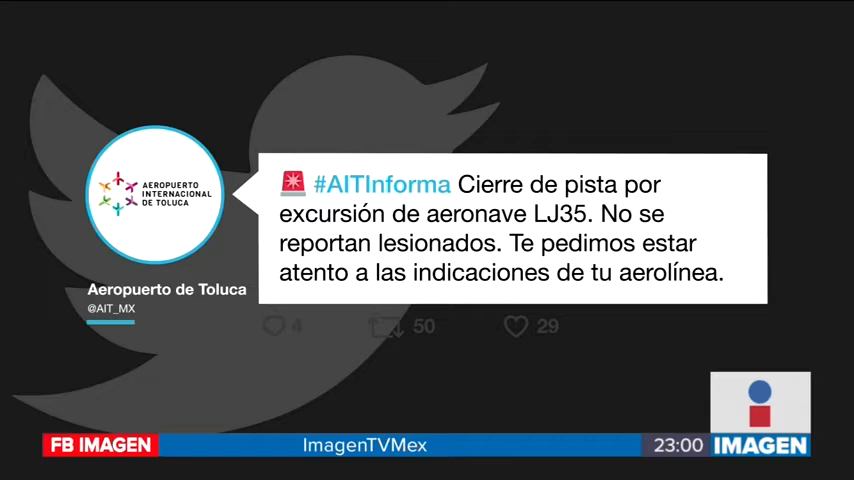 AEROPUERTO
INTERNACIONAL
DE TOLUCA
Aeropuerto de Toluca
@AIT_MX
#AITInforma Cierre de pista por
excursión de aeronave LJ35. No se
reportan lesionados. Te pedimos estar
atento a las indicaciones de tu aerolínea.
4 50 29
FB IMAGEN ImagenTVMex 23:00 IMAGEN